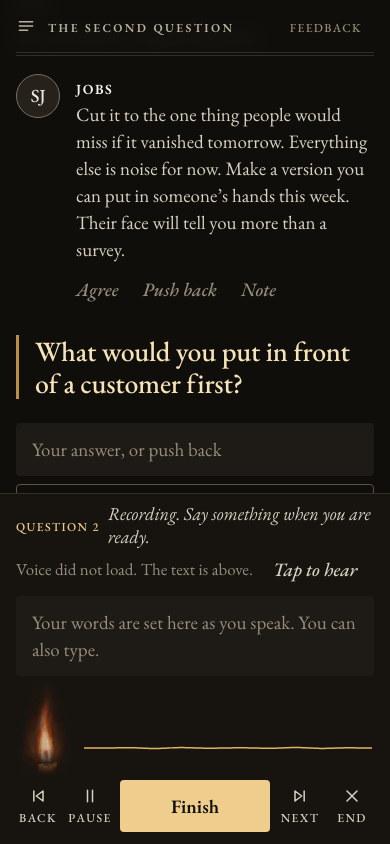 THE SECOND QUESTION
FEEDBACK
SJ
JOBS
Cut it to the one thing people would
miss if it vanished tomorrow. Everything
else is noise for now. Make a version you
can put in someone’s hands this week.
Their face will tell you more than a
survey.
Agree Push back Note
What would you put in front
of a customer first?
Your answer, or push back
QUESTION 2
Recording. Say something when you are
ready.
Voice did not load. The text is above.
Tap to hear
Your words are set here as you speak. You can
also type.
BACK
PAUSE
Finish
NEXT
END